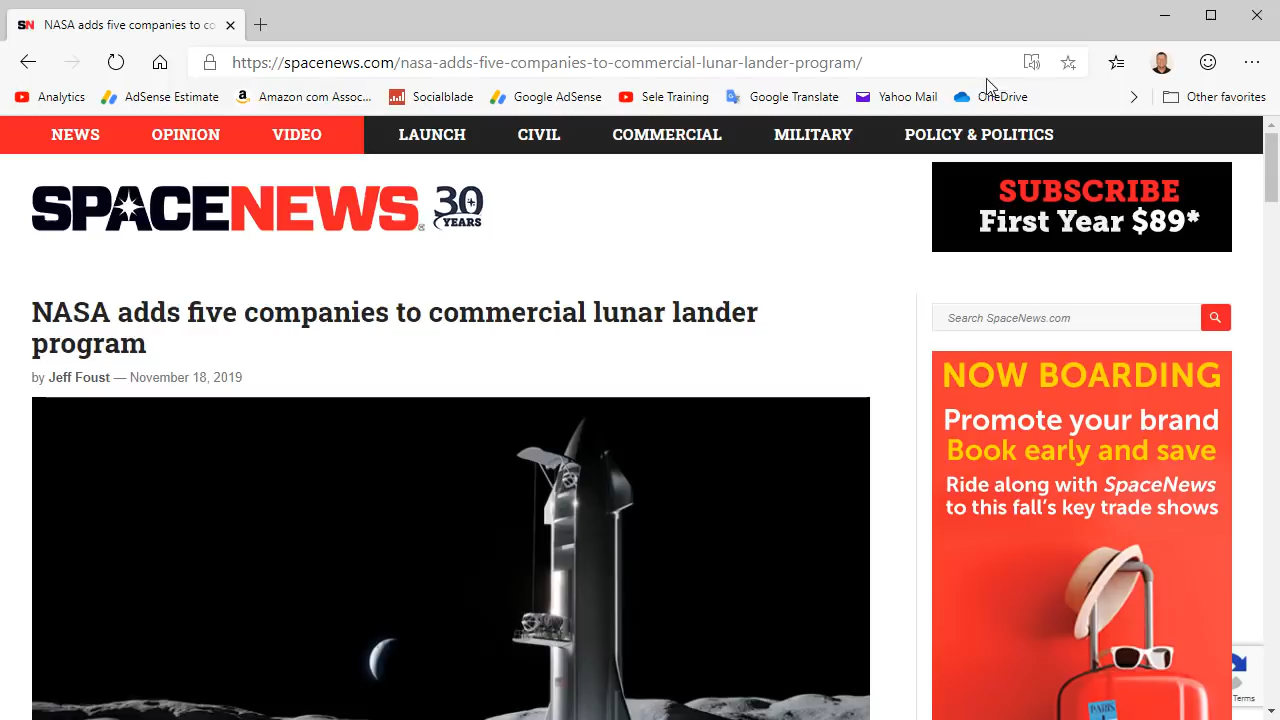 SN NASA adds five companies to co
https://spacenews.com/nasa-adds-five-companies-to-commercial-lunar-lander-program/
Analytics AdSense Estimate Amazon com Assoc... Socialblade Google AdSense Sele Training Google Translate Yahoo Mail OneDrive Other favorites
NEWS OPINION VIDEO LAUNCH CIVIL COMMERCIAL MILITARY POLICY & POLITICS
SPACENEWS® 30 YEARS
SUBSCRIBE
First Year $89*
NASA adds five companies to commercial lunar lander
program
by Jeff Foust — November 18, 2019
Search SpaceNews.com
NOW BOARDING
Promote your brand
Book early and save
Ride along with SpaceNews
to this fall's key trade shows
PARIS
Terms